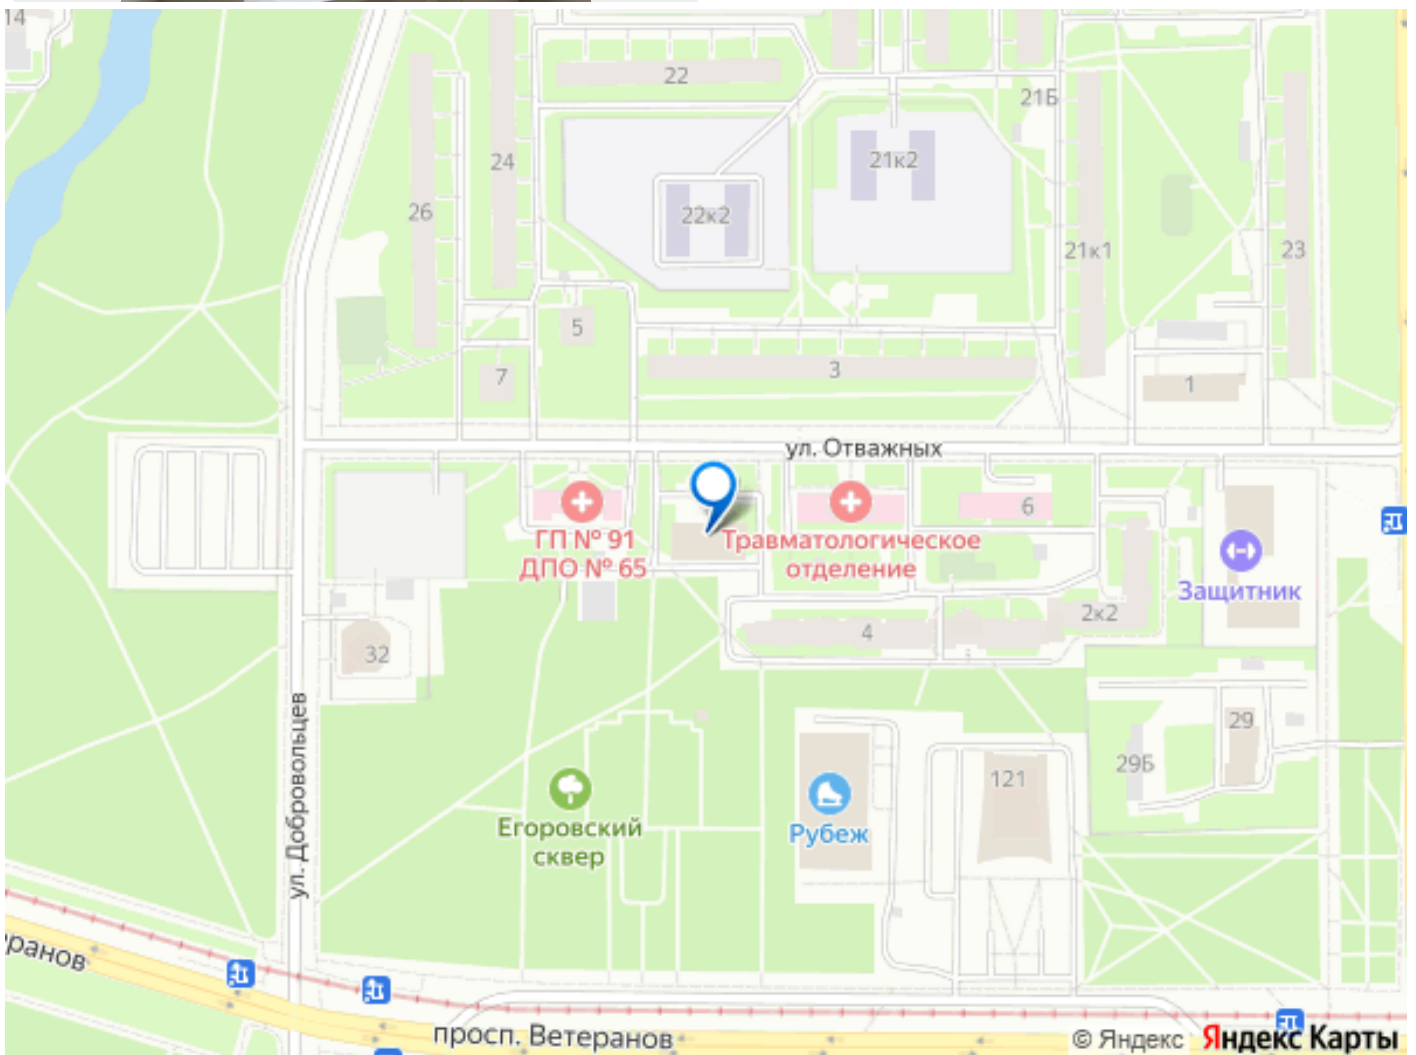 14
22
21Б
24
21к2
26
22к2
21к1
23
5
7
3
1
ул. Отважных
6
ГП № 91
ДПО № 65
Травматологическое
отделение
Защитник
2к2
4
32
29
29Б
121
ул. Добровольцев
Егоровский
сквер
Рубеж
еранов
просп. Ветеранов
© Яндекс Яндекс Карты